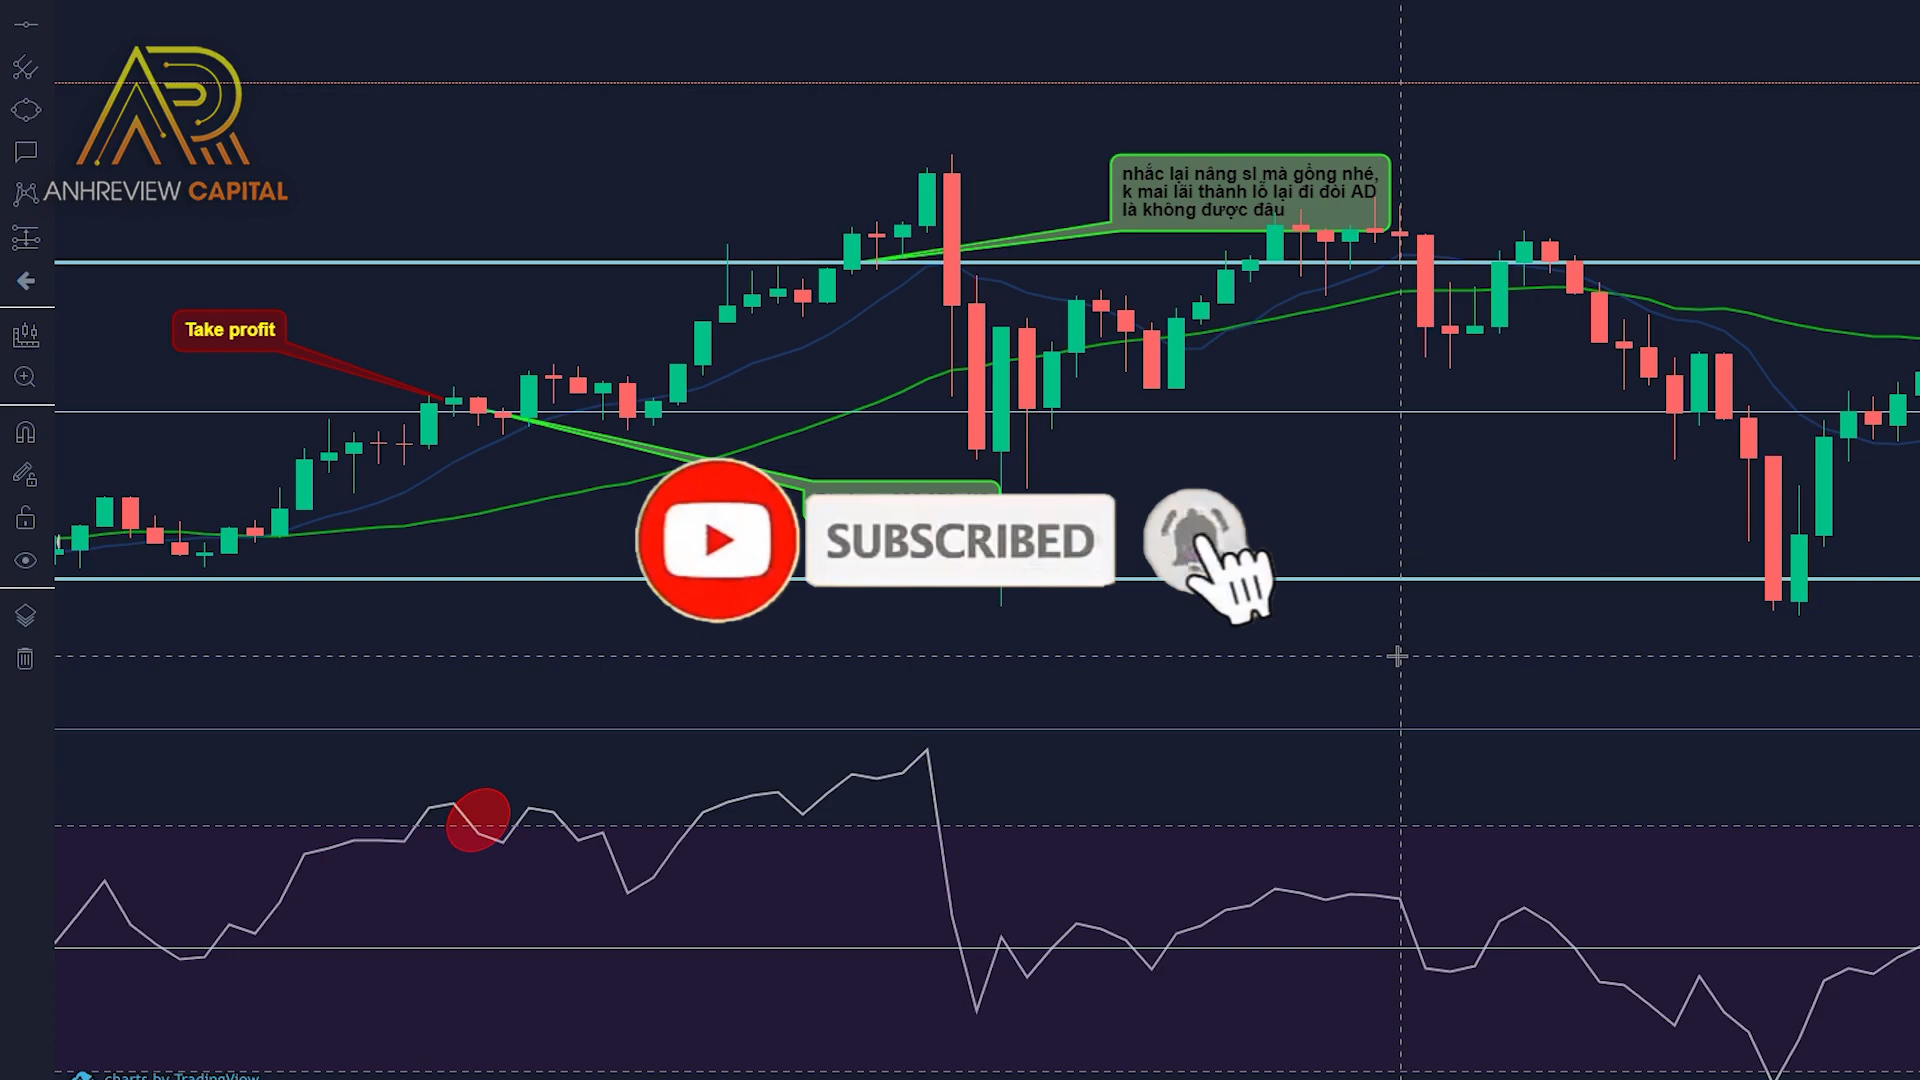 ANHREVIEW CAPITAL
nhắc lại nâng sl mà gồng nhé,
k mai lãi thành lỗ lại đi đòi AD
là không được đâu
Take profit
SUBSCRIBED
charts by TradingView